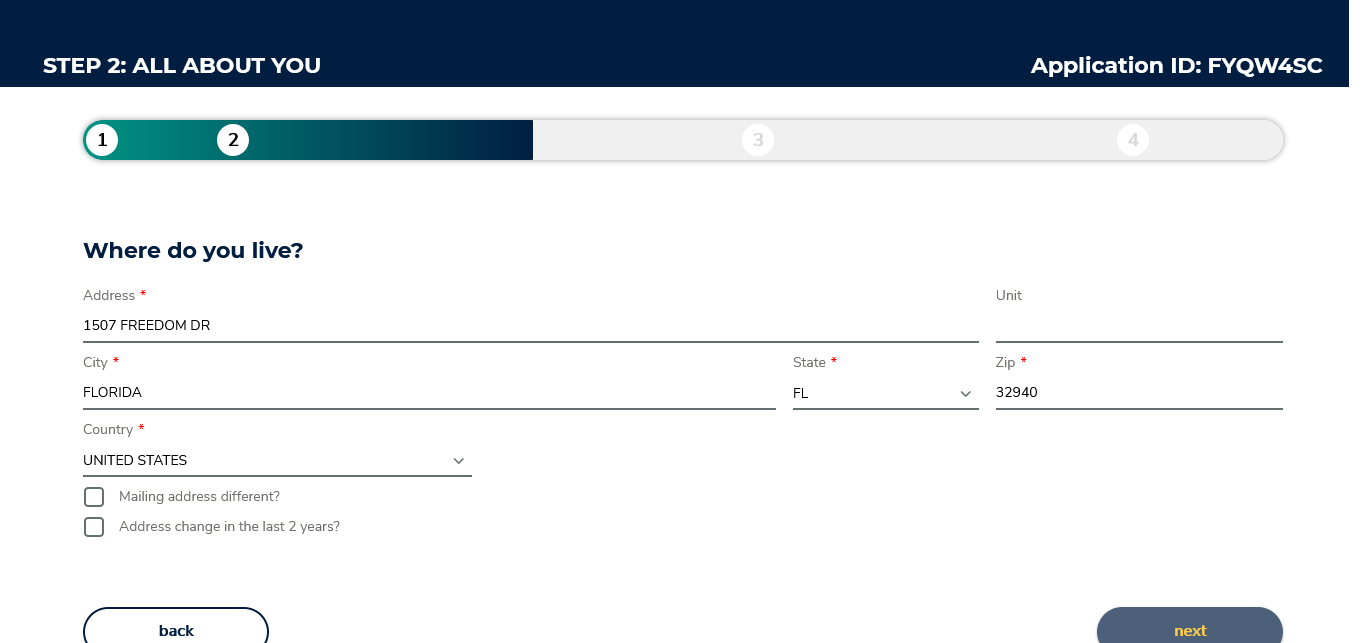 STEP 2: ALL ABOUT YOU
Application ID: FYQW4SC
1 2 3 4
Where do you live?
Address * Unit
1507 FREEDOM DR
City * State * Zip *
FLORIDA FL 32940
Country *
UNITED STATES
Mailing address different?
Address change in the last 2 years?
back next